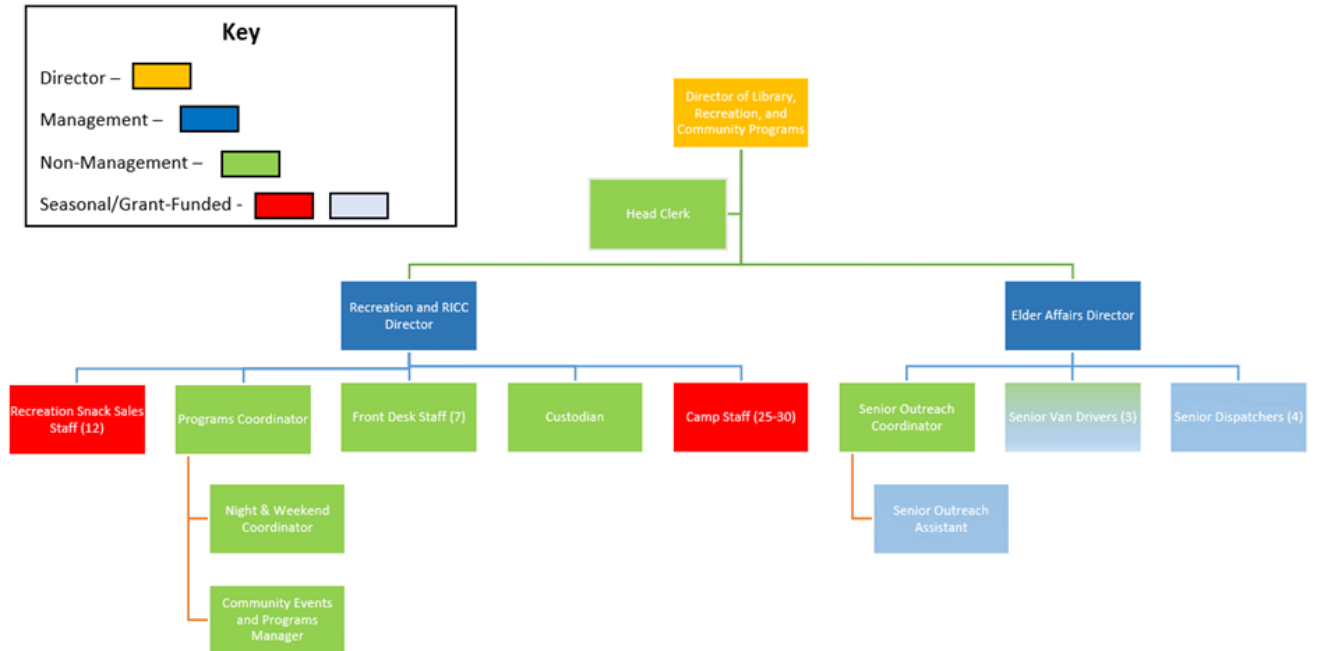 Key
Director –
Management –
Non-Management –
Seasonal/Grant-Funded -
Director of Library,
Recreation, and
Community Programs
Head Clerk
Recreation and RICC
Director
Elder Affairs Director
Recreation Snack Sales
Staff (12)
Programs Coordinator
Front Desk Staff (7)
Custodian
Camp Staff (25-30)
Senior Outreach
Coordinator
Senior Van Drivers (3)
Senior Dispatchers (4)
Night & Weekend
Coordinator
Senior Outreach
Assistant
Community Events
and Programs
Manager